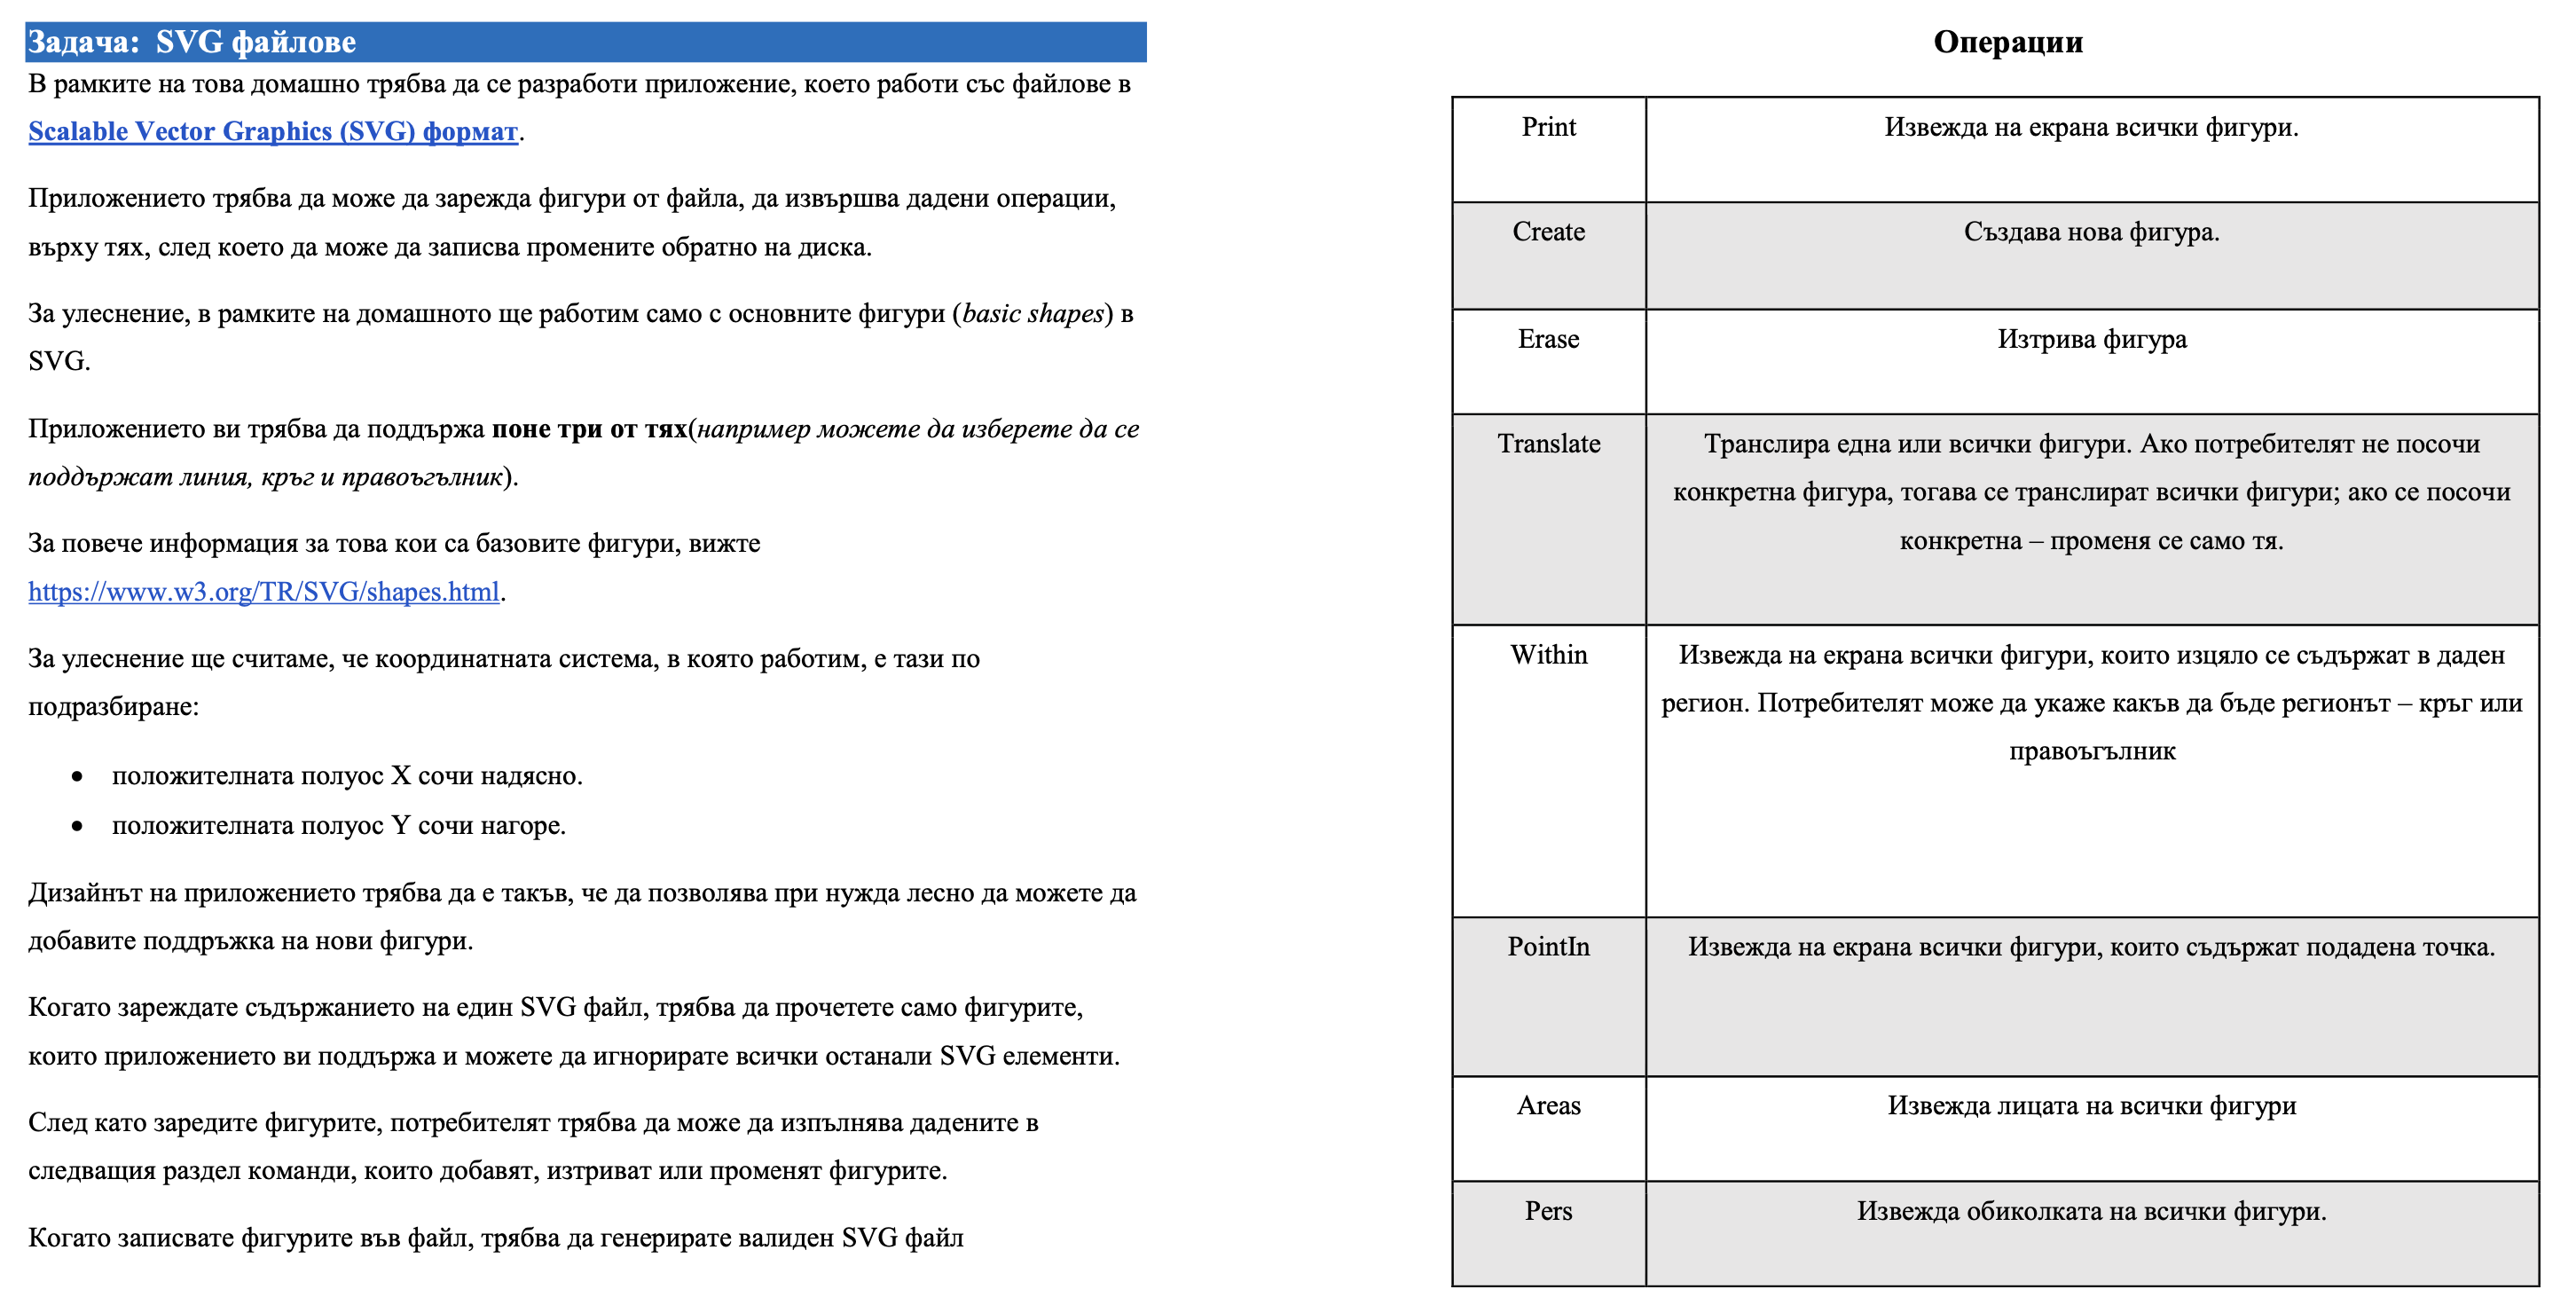 Задача:  SVG файлове
В рамките на това домашно трябва да се разработи приложение, което работи със файлове в
Scalable Vector Graphics (SVG) формат.
Приложението трябва да може да зарежда фигури от файла, да извършва дадени операции,
върху тях, след което да може да записва промените обратно на диска.
За улеснение, в рамките на домашното ще работим само с основните фигури (basic shapes) в
SVG.
Приложението ви трябва да поддържа поне три от тях(например можете да изберете да се
поддържат линия, кръг и правоъгълник).
За повече информация за това кои са базовите фигури, вижте
https://www.w3.org/TR/SVG/shapes.html.
За улеснение ще считаме, че координатната система, в която работим, е тази по
подразбиране:
• положителната полуос X сочи надясно.
• положителната полуос Y сочи нагоре.
Дизайнът на приложението трябва да е такъв, че да позволява при нужда лесно да можете да
добавите поддръжка на нови фигури.
Когато зареждате съдържанието на един SVG файл, трябва да прочетете само фигурите,
които приложението ви поддържа и можете да игнорирате всички останали SVG елементи.
След като заредите фигурите, потребителят трябва да може да изпълнява дадените в
следващия раздел команди, които добавят, изтриват или променят фигурите.
Когато записвате фигурите във файл, трябва да генерирате валиден SVG файл
Операции
Print
Извежда на екрана всички фигури.
Create
Създава нова фигура.
Erase
Изтрива фигура
Translate
Транслира една или всички фигури. Ако потребителят не посочи
конкретна фигура, тогава се транслират всички фигури; ако се посочи
конкретна – променя се само тя.
Within
Извежда на екрана всички фигури, които изцяло се съдържат в даден
регион. Потребителят може да укаже какъв да бъде регионът – кръг или
правоъгълник
PointIn
Извежда на екрана всички фигури, които съдържат подадена точка.
Areas
Извежда лицата на всички фигури
Pers
Извежда обиколката на всички фигури.